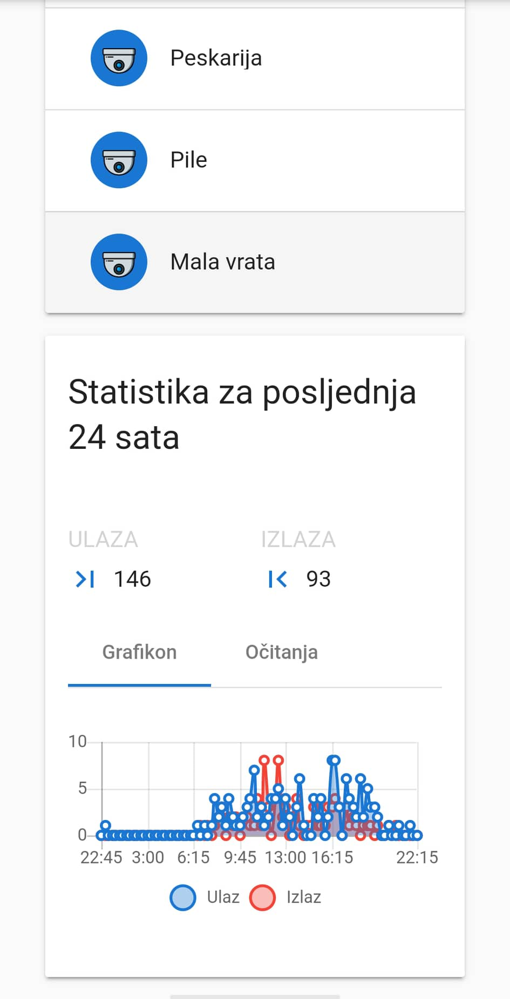 Peskarija
Pile
Mala vrata
Statistika za posljednja
24 sata
ULAZA IZLAZA
146 93
Grafikon Očitanja
10
5
0
22:45 3:00 6:15 9:45 13:00 16:15 22:15
Ulaz Izlaz